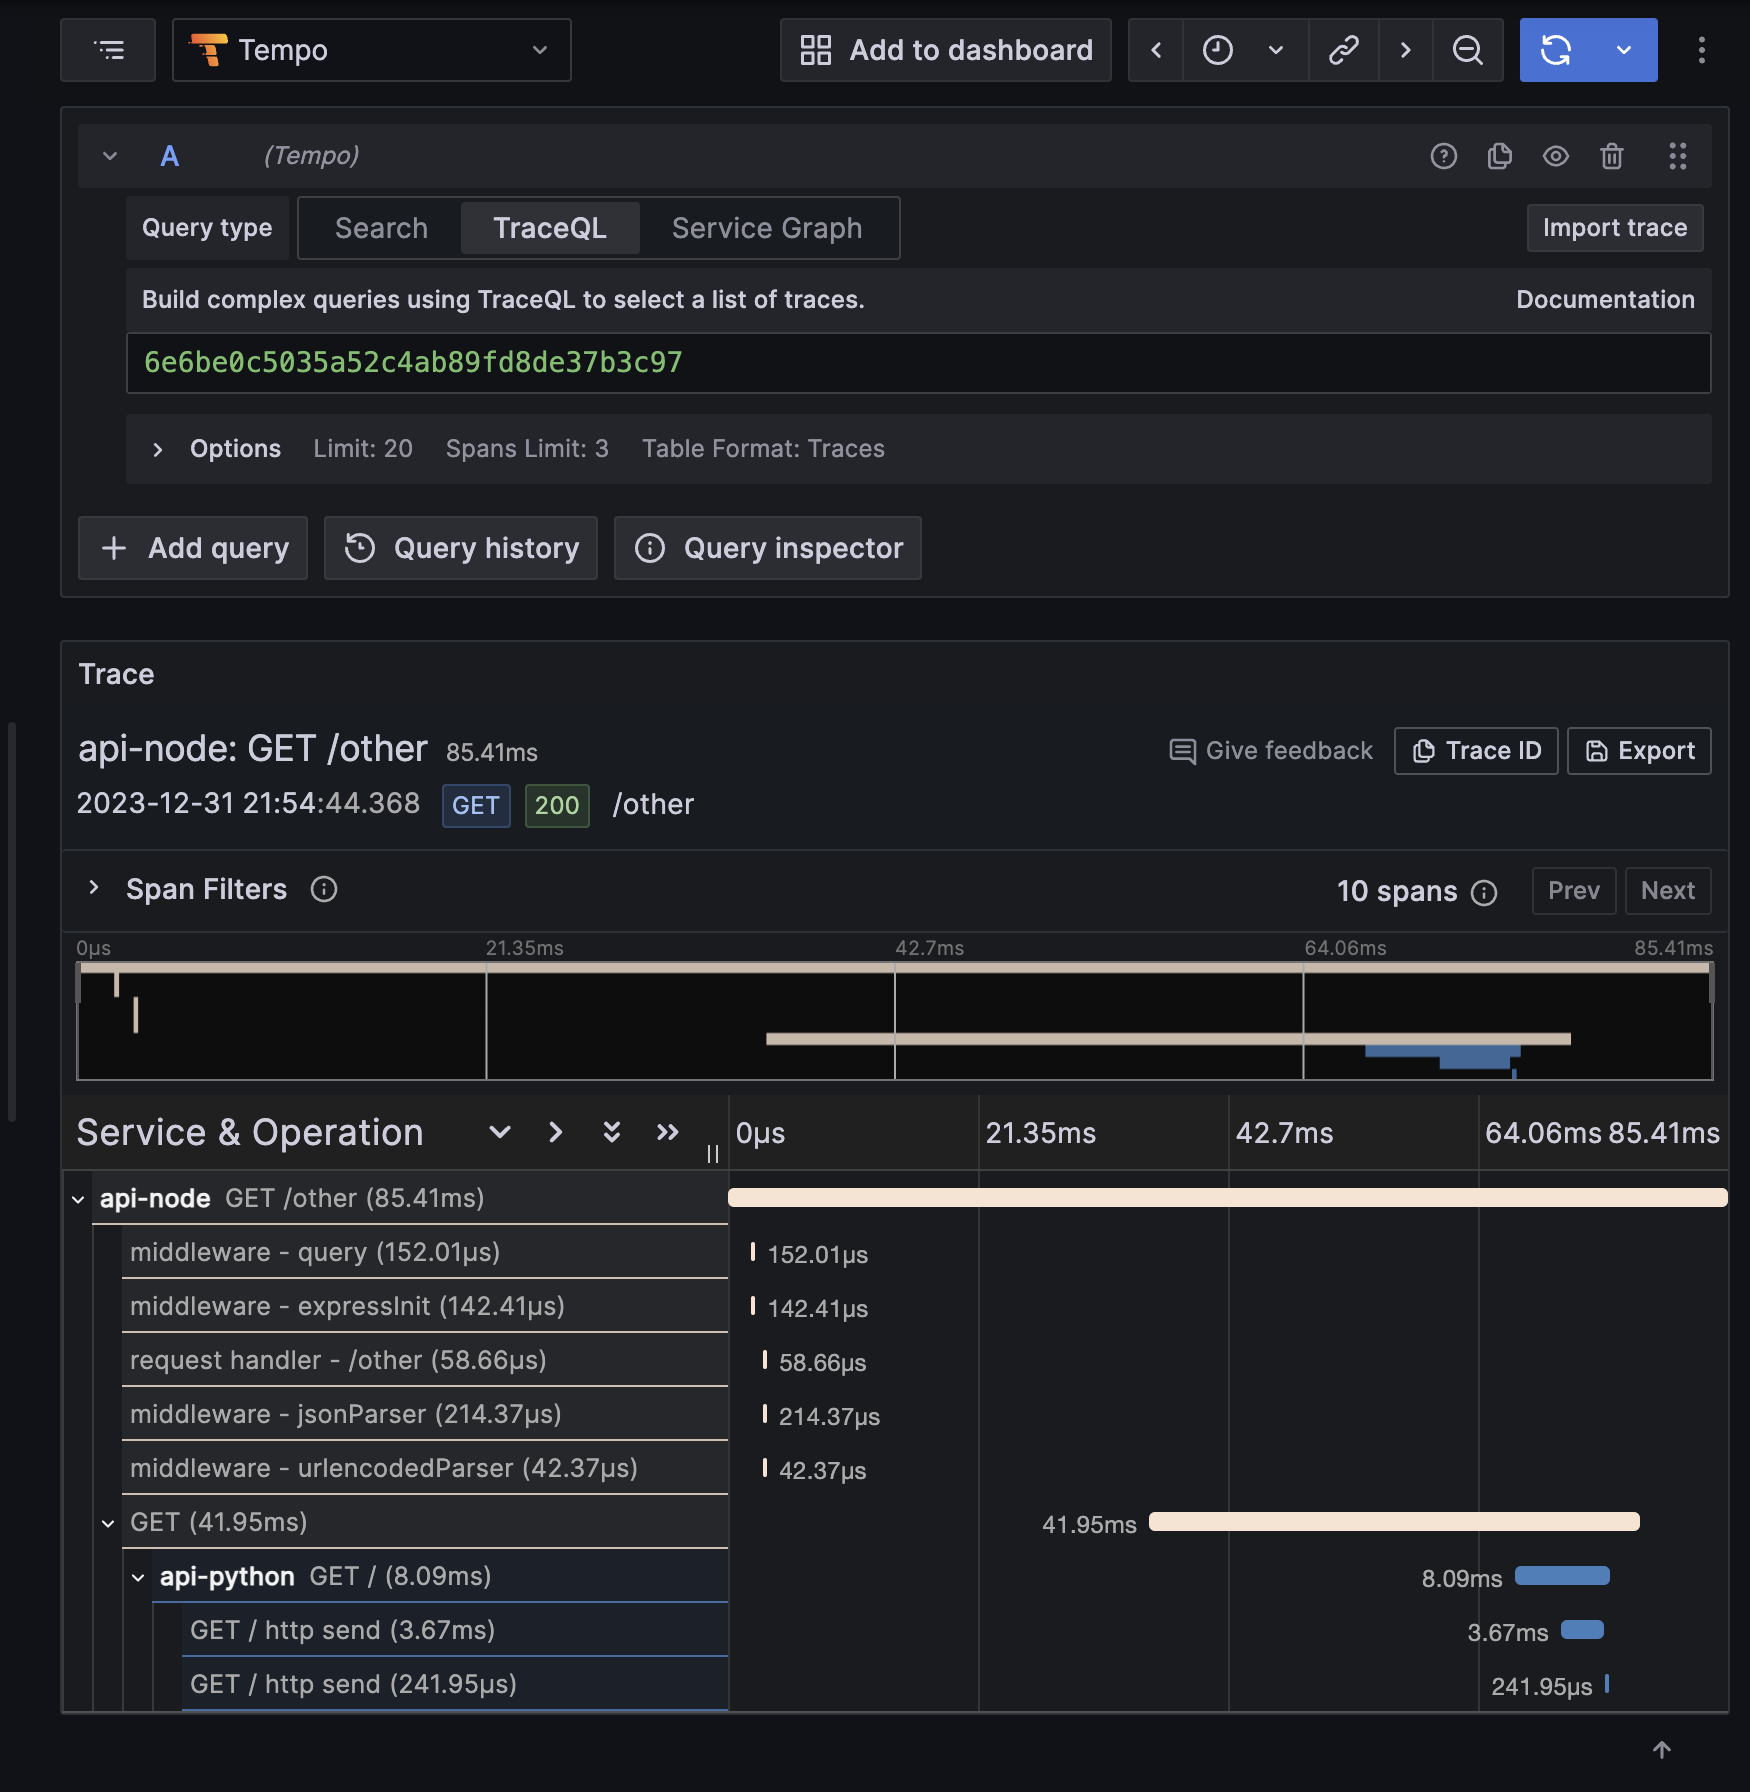 Tempo Add to dashboard
A (Tempo)
Query type Search TraceQL Service Graph Import trace
Build complex queries using TraceQL to select a list of traces. Documentation
6e6be0c5035a52c4ab89fd8de37b3c97
Options Limit: 20 Spans Limit: 3 Table Format: Traces
Add query Query history Query inspector
Trace
api-node: GET /other 85.41ms Give feedback Trace ID Export
2023-12-31 21:54:44.368 GET 200 /other
Span Filters 10 spans Prev Next
0μs 21.35ms 42.7ms 64.06ms 85.41ms
Service & Operation 0μs 21.35ms 42.7ms 64.06ms 85.41ms
api-node GET /other (85.41ms)
middleware - query (152.01μs) 152.01μs
middleware - expressInit (142.41μs) 142.41μs
request handler - /other (58.66μs) 58.66μs
middleware - jsonParser (214.37μs) 214.37μs
middleware - urlencodedParser (42.37μs) 42.37μs
GET (41.95ms) 41.95ms
api-python GET / (8.09ms) 8.09ms
GET / http send (3.67ms) 3.67ms
GET / http send (241.95μs) 241.95μs